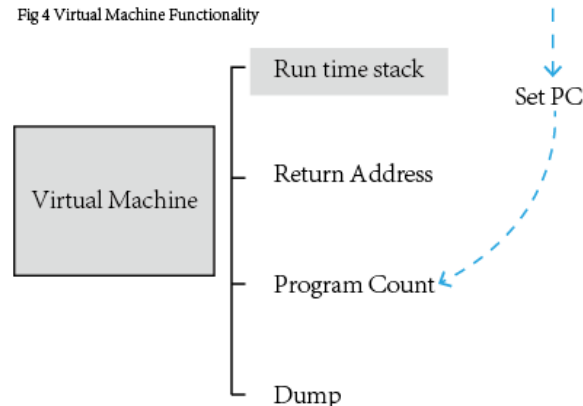 Fig 4 Virtual Machine Functionality
Run time stack
Set PC
Return Address
Virtual Machine
Program Count
Dump